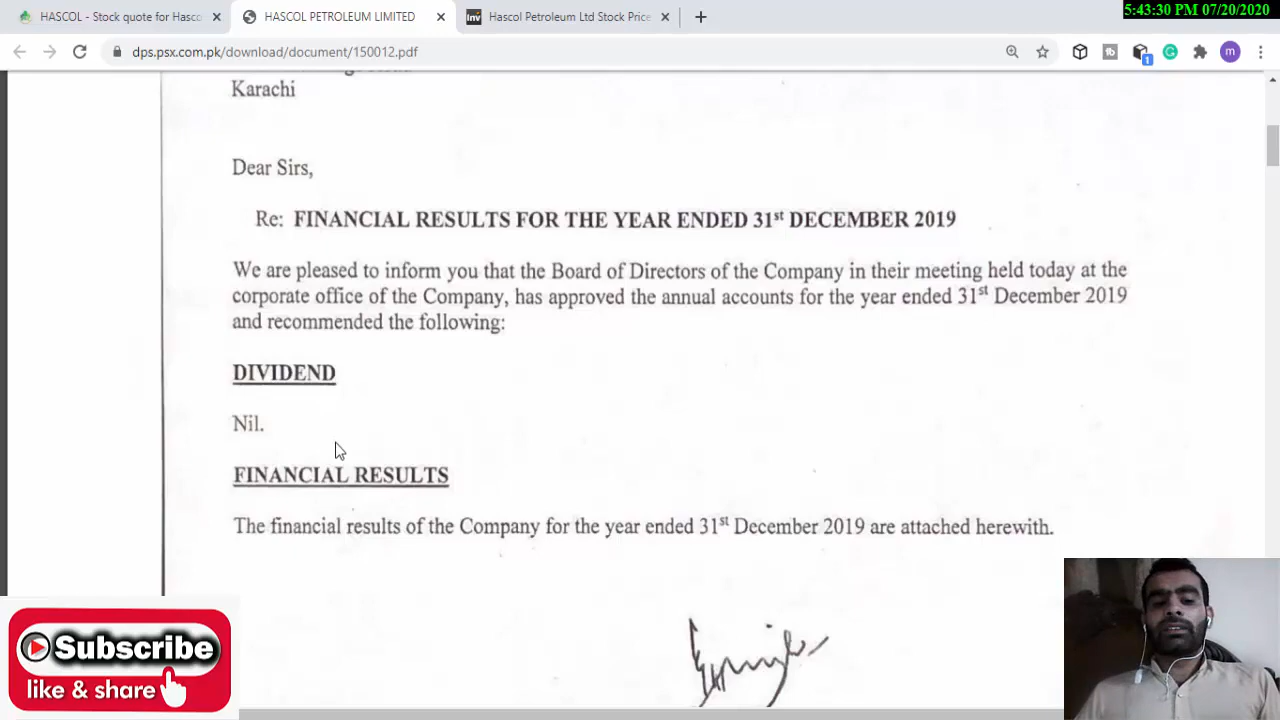 HASCOL - Stock quote for Hasco
HASCOL PETROLEUM LIMITED
Inv Hascol Petroleum Ltd Stock Price
5:43:30 PM 07/20/2020
dps.psx.com.pk/download/document/150012.pdf
1
m
Karachi
Dear Sirs,
Re: FINANCIAL RESULTS FOR THE YEAR ENDED 31st DECEMBER 2019
We are pleased to inform you that the Board of Directors of the Company in their meeting held today at the
corporate office of the Company, has approved the annual accounts for the year ended 31st December 2019
and recommended the following:
DIVIDEND
Nil.
FINANCIAL RESULTS
The financial results of the Company for the year ended 31st December 2019 are attached herewith.
Subscribe
like & share